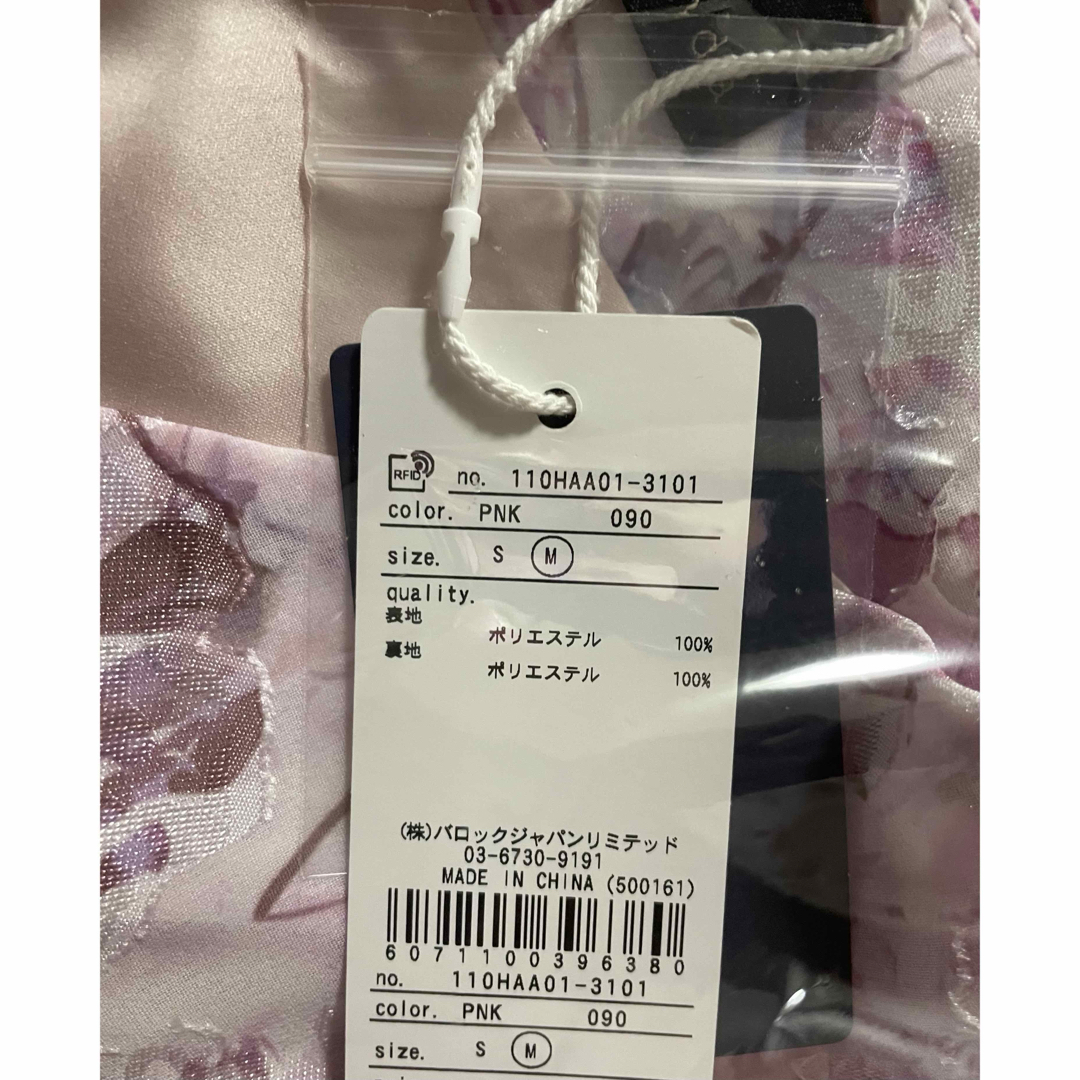 RFID no. 110HAA01-3101
color. PNK 090
size. S M
quality.
表地
ポリエステル 100%
裏地
ポリエステル 100%
(株)バロックジャパンリミテッド
03-6730-9191
MADE IN CHINA (500161)
6071100396380
no. 110HAA01-3101
color. PNK 090
size. S M